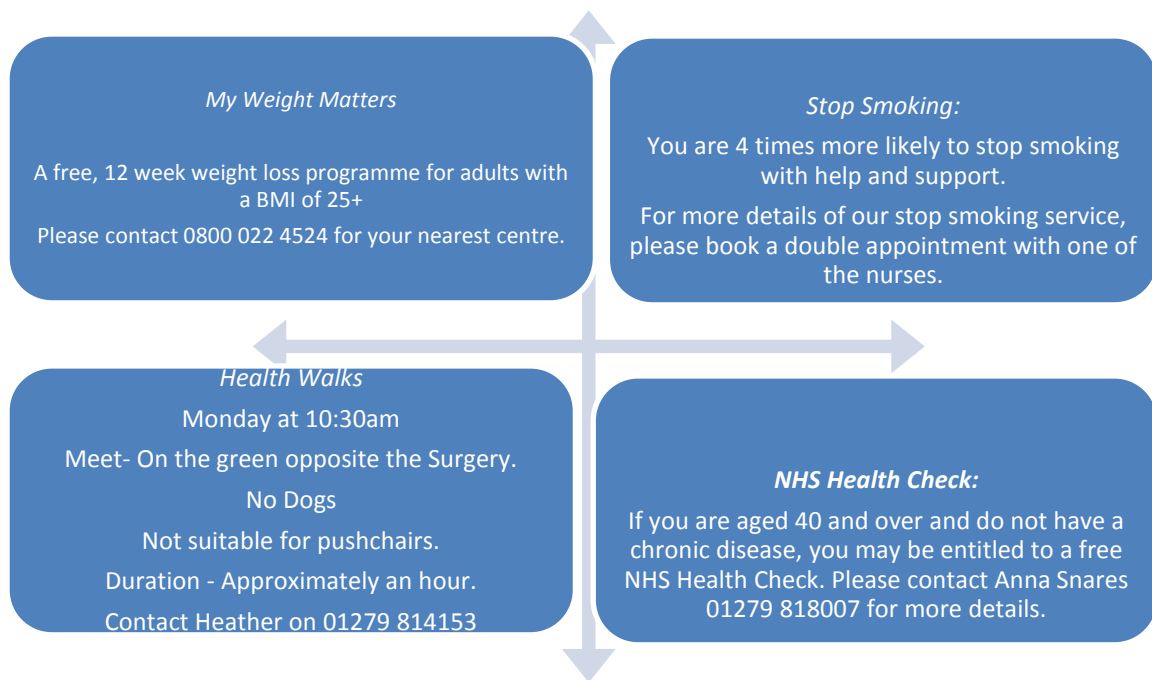 My Weight Matters
A free, 12 week weight loss programme for adults with
a BMI of 25+
Please contact 0800 022 4524 for your nearest centre.
Stop Smoking:
You are 4 times more likely to stop smoking
with help and support.
For more details of our stop smoking service,
please book a double appointment with one of
the nurses.
Health Walks
Monday at 10:30am
Meet- On the green opposite the Surgery.
No Dogs
Not suitable for pushchairs.
Duration - Approximately an hour.
Contact Heather on 01279 814153
NHS Health Check:
If you are aged 40 and over and do not have a
chronic disease, you may be entitled to a free
NHS Health Check. Please contact Anna Snares
01279 818007 for more details.